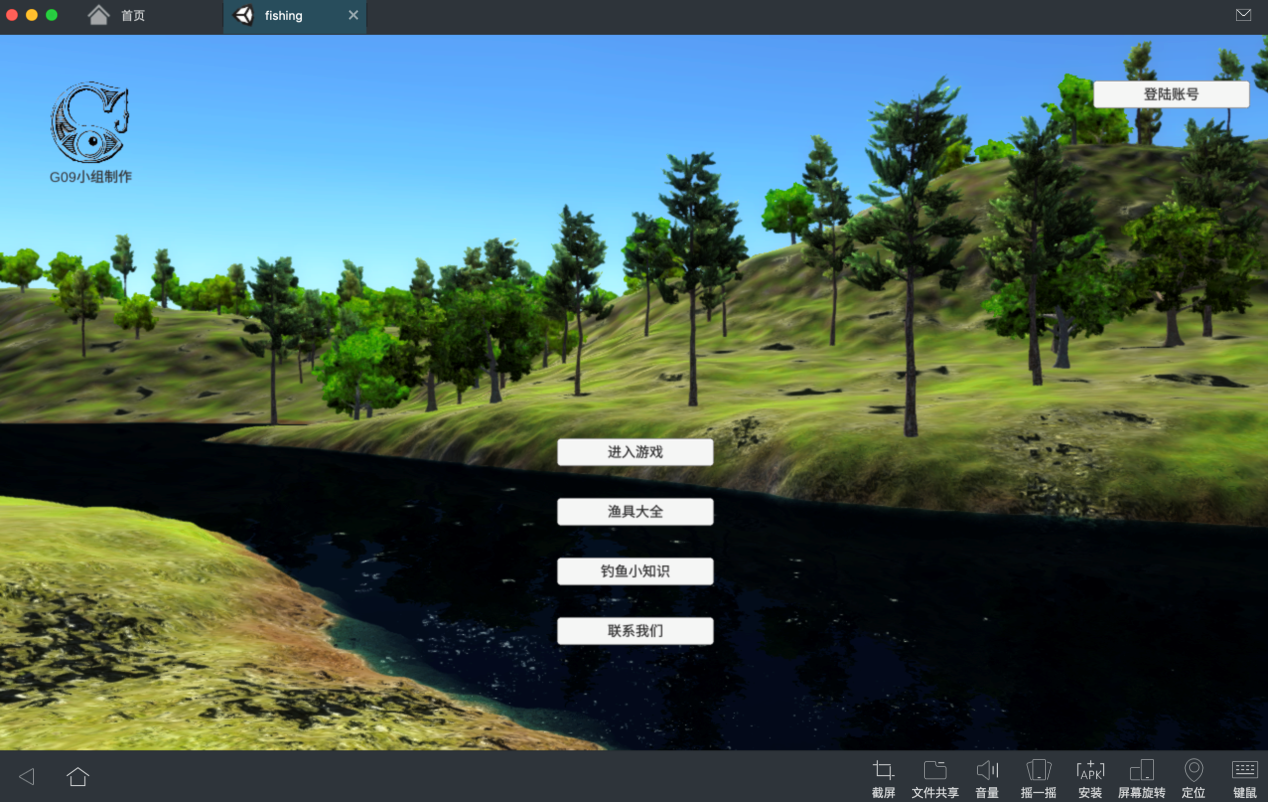 首页
fishing
登陆账号
G09小组制作
进入游戏
渔具大全
钓鱼小知识
联系我们
APK
截屏
文件共享
音量
摇一摇
安装
屏幕旋转
定位
键鼠